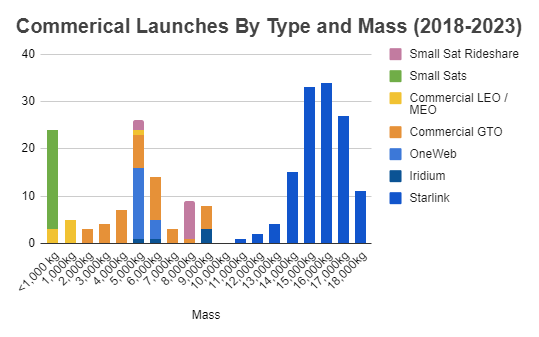 Commerical Launches By Type and Mass (2018-2023)
40
30
20
10
0
<1,000 kg
1,000kg
2,000kg
3,000kg
4,000kg
5,000kg
6,000kg
7,000kg
8,000kg
9,000kg
10,000kg
11,000kg
12,000kg
13,000kg
14,000kg
15,000kg
16,000kg
17,000kg
18,000kg
Mass
Small Sat Rideshare
Small Sats
Commercial LEO /
MEO
Commercial GTO
OneWeb
Iridium
Starlink